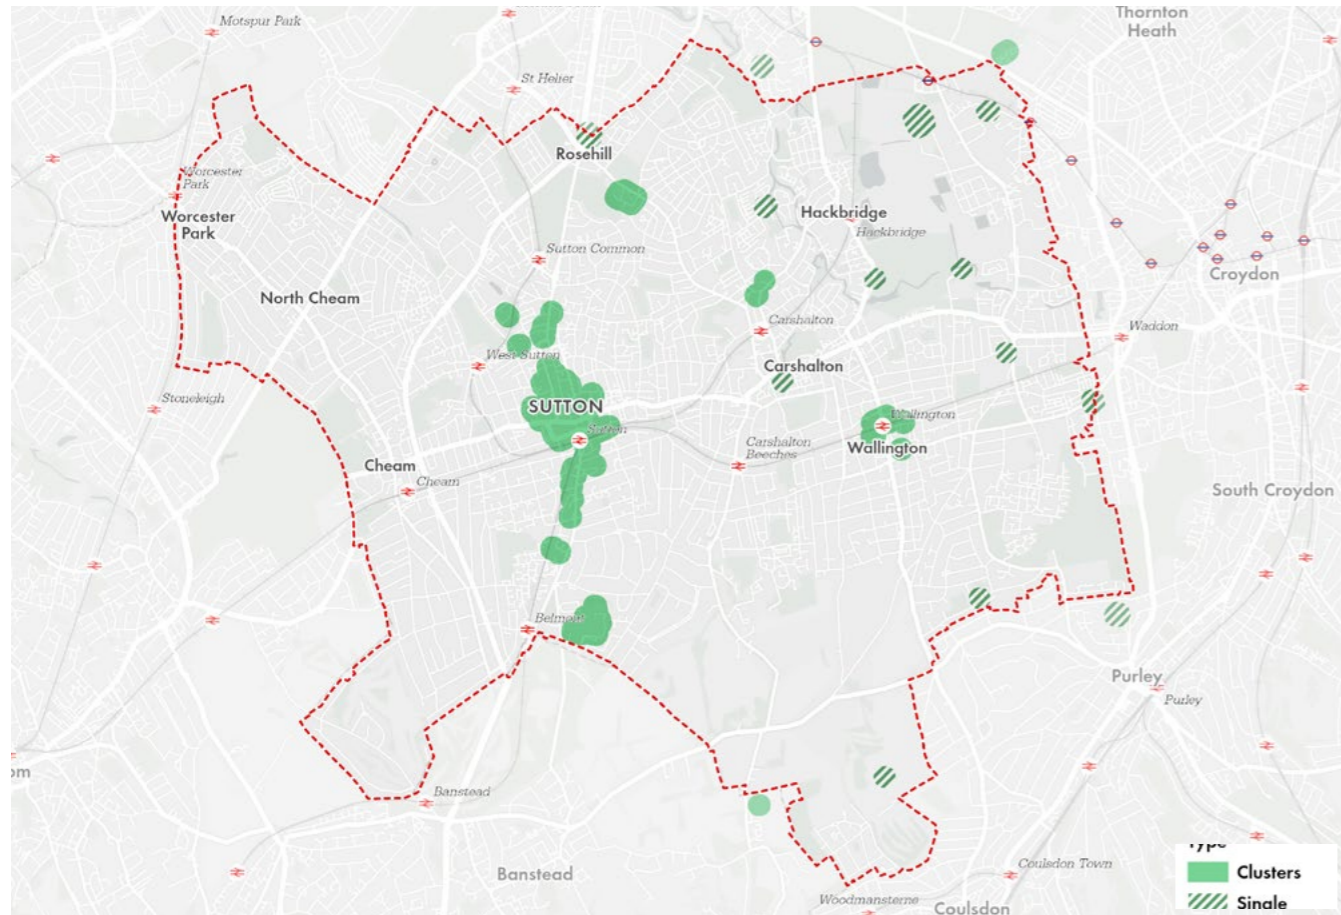 Motspur Park
Thornton
Heath
St Helier
Rosehill
Worcester
Park
Worcester
Park
Hackbridge
Hackbridge
Sutton Common
Croydon
North Cheam
Carshalton
Waddon
West Sutton
Carshalton
Stoneleigh
SUTTON
Wallington
Sutton
Carshalton
Beeches
Wallington
Cheam
Cheam
South Croydon
Belmont
Purley
Purley
om
Banstead
Type
Clusters
Coulsdon Town
Banstead
Single
Woodmansterne
Coulsdon